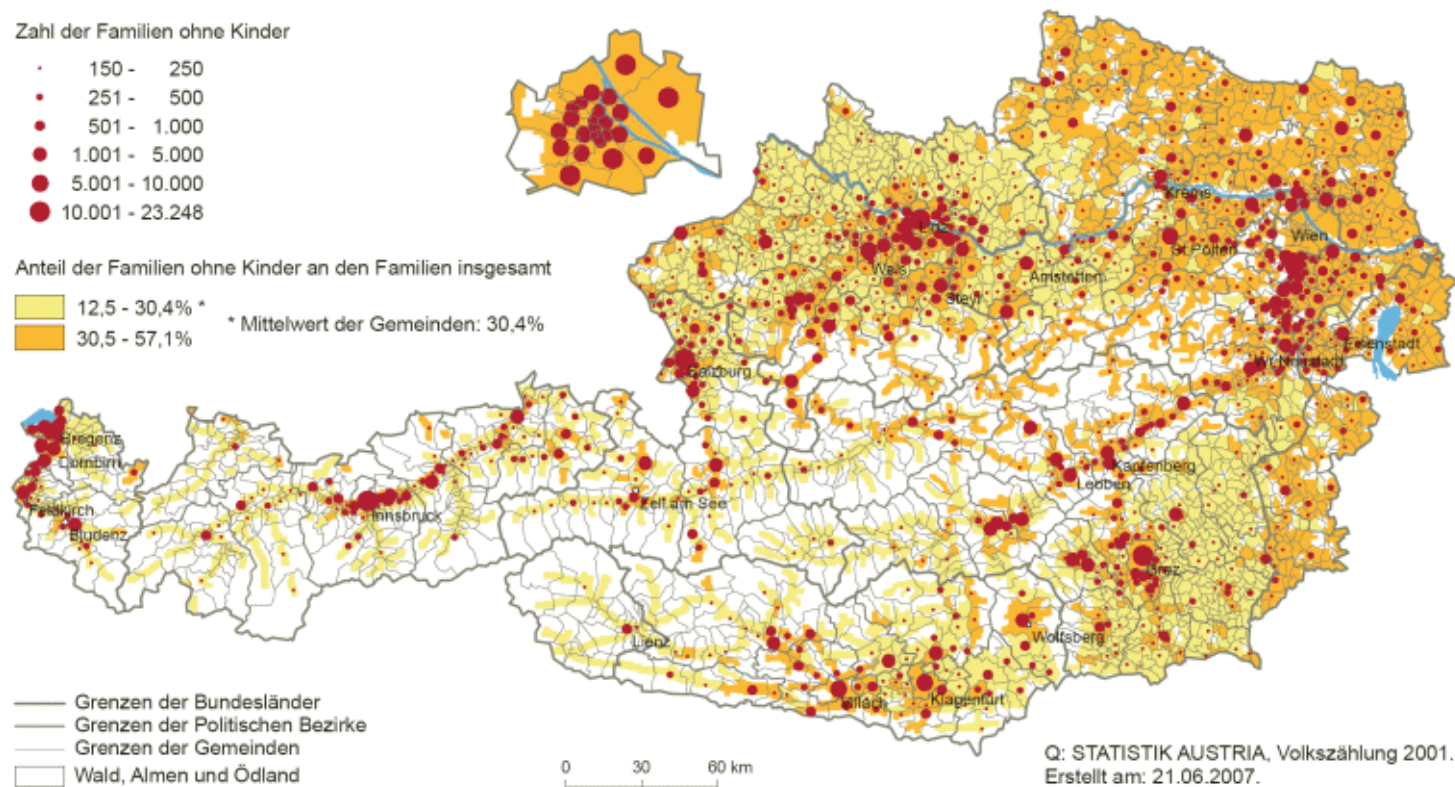 Zahl der Familien ohne Kinder
150 - 250
251 - 500
501 - 1.000
1.001 - 5.000
5.001 - 10.000
10.001 - 23.248
Anteil der Familien ohne Kinder an den Familien insgesamt
12,5 - 30,4% *
* Mittelwert der Gemeinden: 30,4%
30,5 - 57,1%
Krems
Linz
Wien
St.Pölten
Wels
Amstetten
Steyr
Eisenstadt
Wr.Neustadt
Salzburg
Bregenz
Dornbirn
Kapfenberg
Leoben
Zell am See
Feldkirch
Innsbruck
Bludenz
Graz
Wolfsberg
Lienz
Villach
Klagenfurt
Grenzen der Bundesländer
Grenzen der Politischen Bezirke
Grenzen der Gemeinden
Wald, Almen und Ödland
0 30 60 km
Q: STATISTIK AUSTRIA, Volkszählung 2001.
Erstellt am: 21.06.2007.